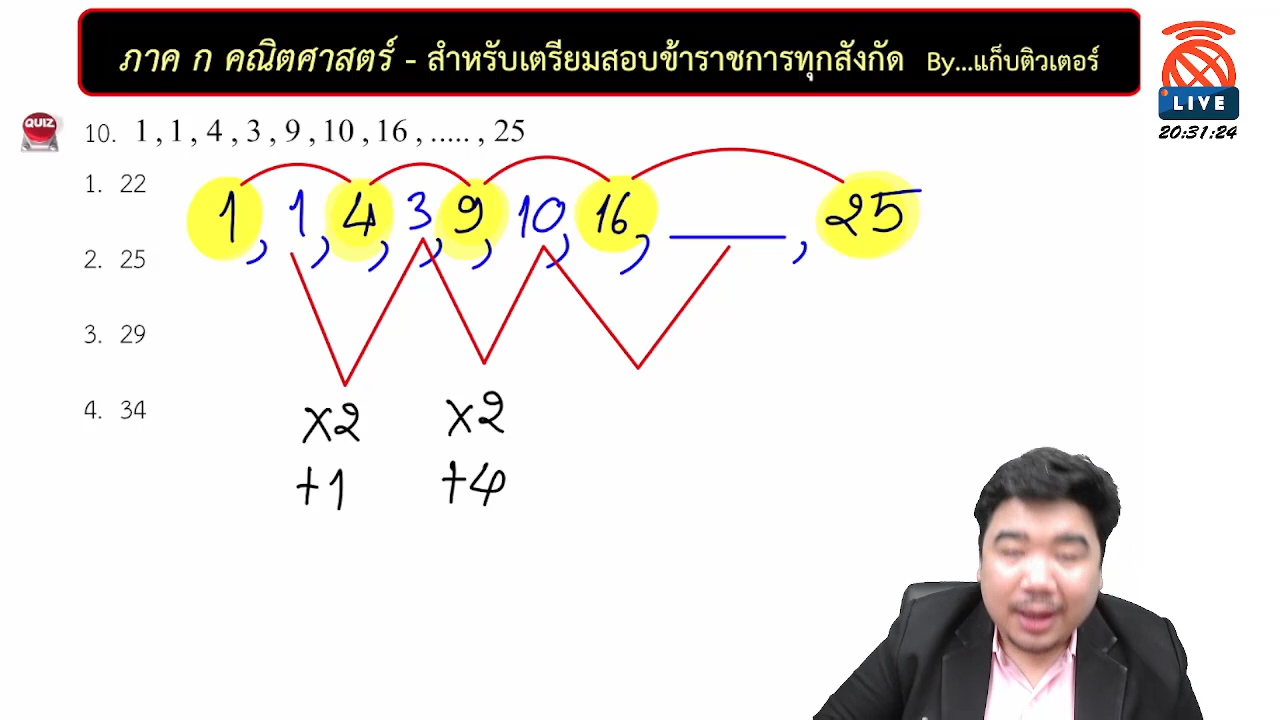 ภาค ก คณิตศาสตร์ - สำหรับเตรียมสอบข้าราชการทุกสังกัด By...แก็บติวเตอร์
LIVE
20:31:24
QUIZ
10. 1 , 1 , 4 , 3 , 9 , 10 , 16 , ..... , 25
1. 22
1, 1, 4, 3, 9, 10, 16, ____, 25
2. 25
3. 29
4. 34
×2 ×2
+1 +4